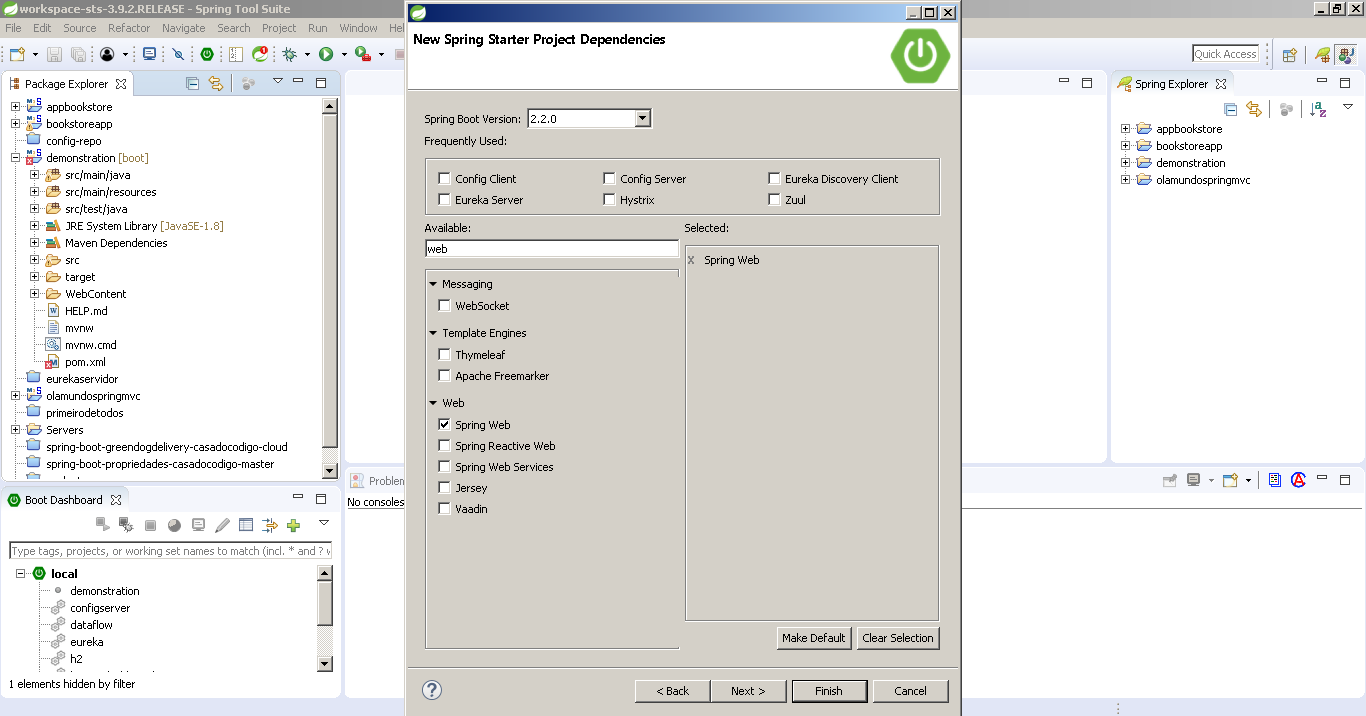 workspace-sts-3.9.2.RELEASE - Spring Tool Suite
File Edit Source Refactor Navigate Search Project Run Window
Quick Access
Package Explorer
appbookstore
bookstoreapp
config-repo
demonstration [boot]
src/main/java
src/main/resources
src/test/java
JRE System Library [JavaSE-1.8]
Maven Dependencies
src
target
WebContent
HELP.md
mvnw
mvnw.cmd
pom.xml
eurekaservidor
olamundospringmvc
primeirodetodos
Servers
spring-boot-greendogdelivery-casadocodigo-cloud
spring-boot-propriedades-casadocodigo-master
Boot Dashboard
Type tags, projects, or working set names to match (incl. * and ?
local
demonstration
configserver
dataflow
eureka
h2
1 elements hidden by filter
New Spring Starter Project Dependencies
Spring Boot Version: 2.2.0
Frequently Used:
Config Client Config Server Eureka Discovery Client
Eureka Server Hystrix Zuul
Available: Selected:
web
X Spring Web
Messaging
WebSocket
Template Engines
Thymeleaf
Apache Freemarker
Web
Spring Web
Spring Reactive Web
Spring Web Services
Jersey
Vaadin
Make Default Clear Selection
? < Back Next > Finish Cancel
Problem
No consoles
Spring Explorer
appbookstore
bookstoreapp
demonstration
olamundospringmvc